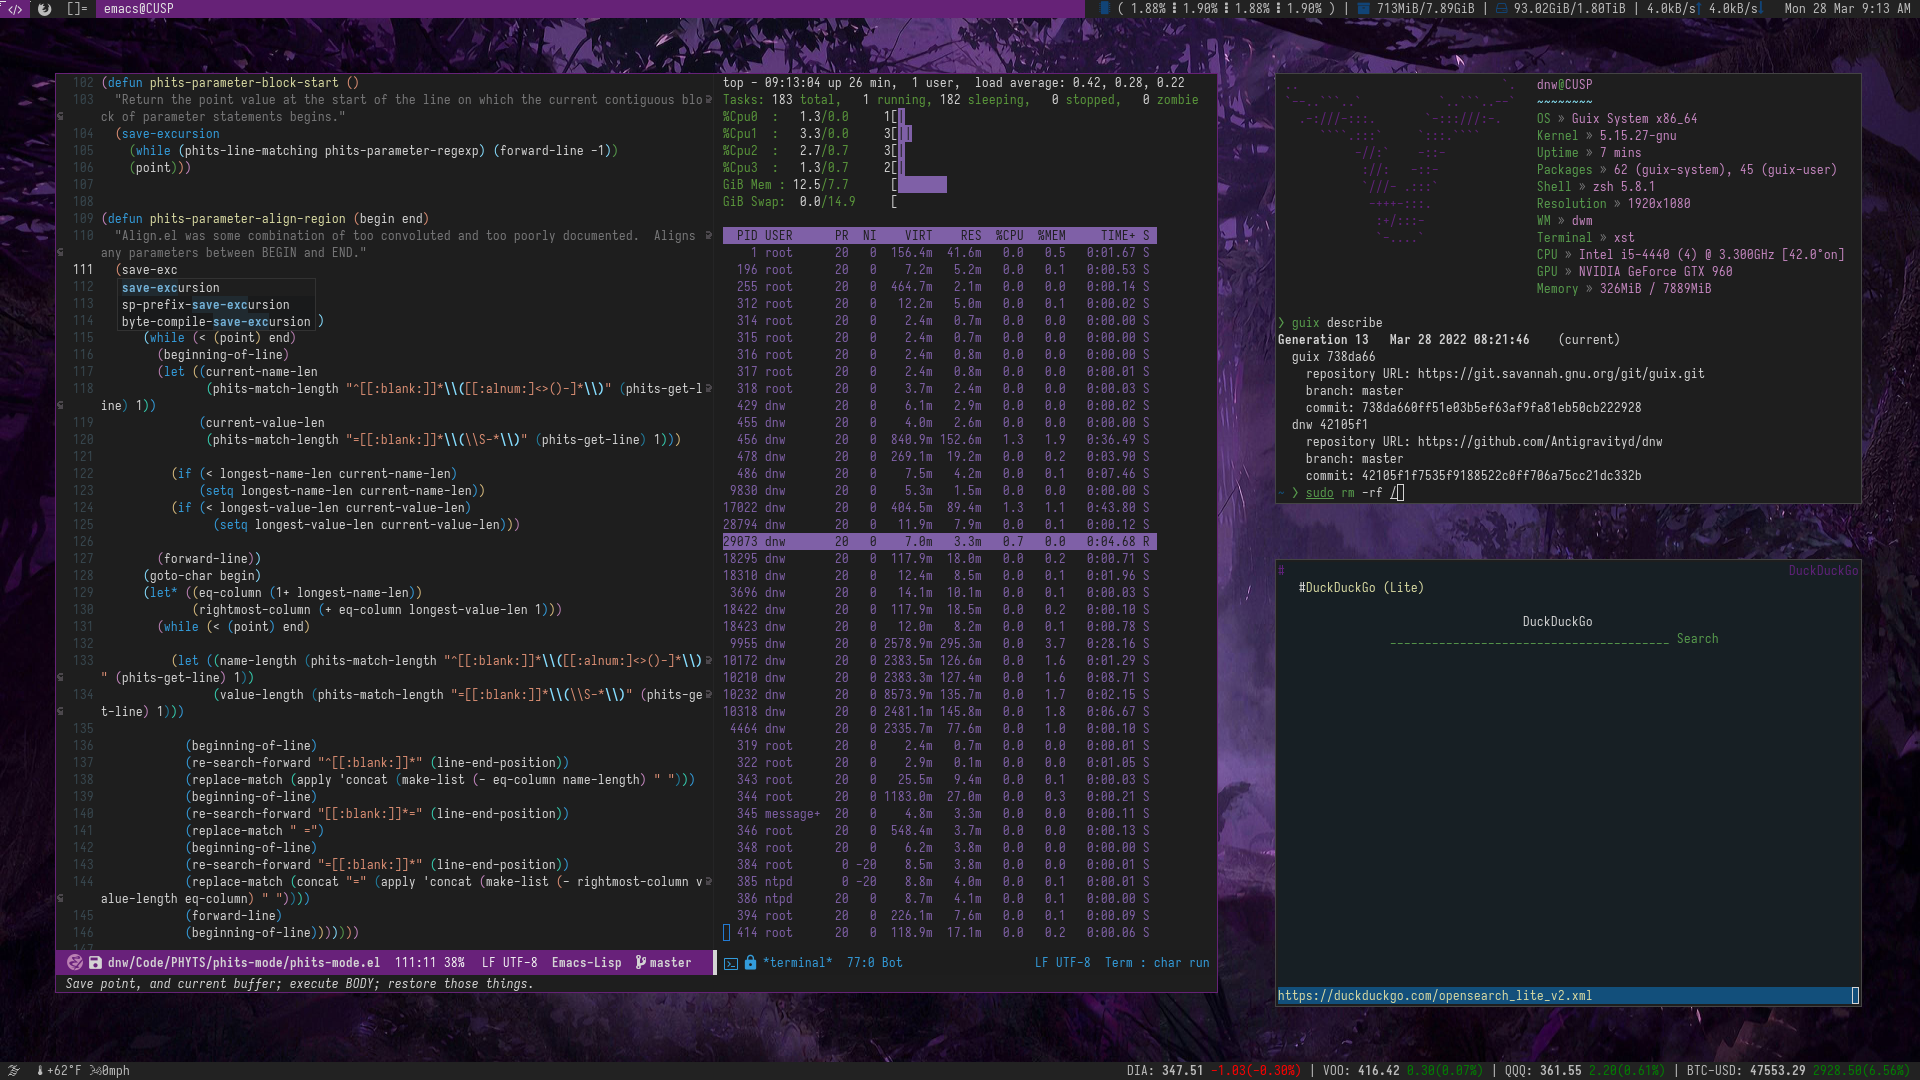 </> []= emacs@CUSP ( 1.88% ⁝ 1.90% ⁝ 1.88% ⁝ 1.90% ) | 713MiB/7.89GiB | 93.02GiB/1.80TiB | 4.0kB/s↑ 4.0kB/s↓ Mon 28 Mar 9:13 AM
102 (defun phits-parameter-block-start ()
103   "Return the point value at the start of the line on which the current contiguous blo
ck of parameter statements begins."
104   (save-excursion
105     (while (phits-line-matching phits-parameter-regexp) (forward-line -1))
106     (point)))
107
108
109 (defun phits-parameter-align-region (begin end)
110   "Align.el was some combination of too convoluted and too poorly documented.  Aligns
any parameters between BEGIN and END."
111   (save-exc
112 save-excursion
113 sp-prefix-save-excursion
114 byte-compile-save-excursion )
115       (while (< (point) end)
116         (beginning-of-line)
117         (let ((current-name-len
118                (phits-match-length "^[[:blank:]]*\\([[:alnum:]<>()-]*\\)" (phits-get-l
ine) 1))
119               (current-value-len
120                (phits-match-length "=[[:blank:]]*\\(\\S-*\\)" (phits-get-line) 1)))
121
122           (if (< longest-name-len current-name-len)
123               (setq longest-name-len current-name-len))
124           (if (< longest-value-len current-value-len)
125                 (setq longest-value-len current-value-len)))
126
127         (forward-line))
128       (goto-char begin)
129       (let* ((eq-column (1+ longest-name-len))
130              (rightmost-column (+ eq-column longest-value-len 1)))
131         (while (< (point) end)
132
133           (let ((name-length (phits-match-length "^[[:blank:]]*\\([[:alnum:]<>()-]*\\)
" (phits-get-line) 1))
134                 (value-length (phits-match-length "=[[:blank:]]*\\(\\S-*\\)" (phits-ge
t-line) 1)))
135
136             (beginning-of-line)
137             (re-search-forward "^[[:blank:]]*" (line-end-position))
138             (replace-match (apply 'concat (make-list (- eq-column name-length) " ")))
139             (beginning-of-line)
140             (re-search-forward "[[:blank:]]*=" (line-end-position))
141             (replace-match " =")
142             (beginning-of-line)
143             (re-search-forward "=[[:blank:]]*" (line-end-position))
144             (replace-match (concat "=" (apply 'concat (make-list (- rightmost-column v
alue-length eq-column) " "))))
145             (forward-line)
146             (beginning-of-line)))))))
147
dnw/Code/PHYTS/phits-mode/phits-mode.el  111:11 38%  LF UTF-8  Emacs-Lisp  master
Save point, and current buffer; execute BODY; restore those things.
top - 09:13:04 up 26 min,  1 user,  load average: 0.42, 0.28, 0.22
Tasks: 183 total,   1 running, 182 sleeping,   0 stopped,   0 zombie
%Cpu0  :   1.3/0.0     1[|
%Cpu1  :   3.3/0.0     3[||
%Cpu2  :   2.7/0.7     3[|
%Cpu3  :   1.3/0.7     2[|
GiB Mem : 12.5/7.7      [
GiB Swap:  0.0/14.9     [
PID USER      PR  NI    VIRT    RES  %CPU  %MEM     TIME+ S
1 root      20   0  156.4m  41.6m   0.0   0.5   0:01.67 S
196 root      20   0    7.2m   5.2m   0.0   0.1   0:00.53 S
255 root      20   0  464.7m   2.1m   0.0   0.0   0:00.14 S
312 root      20   0   12.2m   5.0m   0.0   0.1   0:00.02 S
314 root      20   0    2.4m   0.7m   0.0   0.0   0:00.00 S
315 root      20   0    2.4m   0.7m   0.0   0.0   0:00.00 S
316 root      20   0    2.4m   0.8m   0.0   0.0   0:00.00 S
317 root      20   0    2.4m   0.8m   0.0   0.0   0:00.01 S
318 root      20   0    3.7m   2.4m   0.0   0.0   0:00.03 S
429 dnw       20   0    6.1m   2.9m   0.0   0.0   0:00.02 S
455 dnw       20   0    4.0m   2.6m   0.0   0.0   0:00.00 S
456 dnw       20   0  840.9m 152.6m   1.3   1.9   0:36.49 S
478 dnw       20   0  269.1m  19.2m   0.0   0.2   0:03.90 S
486 dnw       20   0    7.5m   4.2m   0.0   0.1   0:07.46 S
9830 dnw       20   0    5.3m   1.5m   0.0   0.0   0:00.00 S
17022 dnw       20   0  404.5m  89.4m   1.3   1.1   0:43.80 S
28794 dnw       20   0   11.9m   7.9m   0.0   0.1   0:00.12 S
29073 dnw       20   0    7.0m   3.3m   0.7   0.0   0:04.68 R
18295 dnw       20   0  117.9m  18.0m   0.0   0.2   0:00.71 S
18310 dnw       20   0   12.4m   8.5m   0.0   0.1   0:01.96 S
3696 dnw       20   0   14.1m  10.1m   0.0   0.1   0:00.03 S
18422 dnw       20   0  117.9m  18.5m   0.0   0.2   0:00.10 S
18423 dnw       20   0   12.0m   8.2m   0.0   0.1   0:00.78 S
9955 dnw       20   0 2578.9m 295.3m   0.0   3.7   0:28.16 S
10172 dnw       20   0 2383.5m 126.6m   0.0   1.6   0:01.29 S
10210 dnw       20   0 2383.3m 127.4m   0.0   1.6   0:08.71 S
10232 dnw       20   0 8573.9m 135.7m   0.0   1.7   0:02.15 S
10318 dnw       20   0 2481.1m 145.8m   0.0   1.8   0:06.67 S
4464 dnw       20   0 2335.7m  77.6m   0.0   1.0   0:00.10 S
319 root      20   0    2.4m   0.7m   0.0   0.0   0:00.01 S
322 root      20   0    2.9m   0.1m   0.0   0.0   0:01.05 S
343 root      20   0   25.5m   9.4m   0.0   0.1   0:00.03 S
344 root      20   0 1183.0m  27.0m   0.0   0.3   0:00.21 S
345 message+  20   0    4.8m   3.3m   0.0   0.0   0:00.11 S
346 root      20   0  548.4m   3.7m   0.0   0.0   0:00.13 S
348 root      20   0    6.2m   3.8m   0.0   0.0   0:00.00 S
384 root       0 -20    8.5m   3.8m   0.0   0.0   0:00.01 S
385 ntpd       0 -20    8.8m   4.0m   0.0   0.1   0:00.01 S
386 ntpd      20   0    8.7m   4.1m   0.0   0.1   0:00.00 S
394 root      20   0  226.1m   7.6m   0.0   0.1   0:00.09 S
414 root      20   0  118.9m  17.1m   0.0   0.2   0:00.06 S
*terminal*  77:0 Bot LF UTF-8  Term : char run
dnw@CUSP
~~~~~~~~
OS » Guix System x86_64
Kernel » 5.15.27-gnu
Uptime » 7 mins
Packages » 62 (guix-system), 45 (guix-user)
Shell » zsh 5.8.1
Resolution » 1920x1080
WM » dwm
Terminal » xst
CPU » Intel i5-4440 (4) @ 3.300GHz [42.0°on]
GPU » NVIDIA GeForce GTX 960
Memory » 326MiB / 7889MiB
❯ guix describe
Generation 13   Mar 28 2022 08:21:46    (current)
guix 738da66
repository URL: https://git.savannah.gnu.org/git/guix.git
branch: master
commit: 738da660ff51e03b5ef63af9fa81eb50cb222928
dnw 42105f1
repository URL: https://github.com/Antigravityd/dnw
branch: master
commit: 42105f1f7535f9188522c0ff706a75cc21dc332b
~ ❯ sudo rm -rf /
# DuckDuckGo
#DuckDuckGo (Lite)
DuckDuckGo
________________________________________ Search
https://duckduckgo.com/opensearch_lite_v2.xml
+62°F 0mph DIA: 347.51 -1.03(-0.30%) | VOO: 416.42 0.30(0.07%) | QQQ: 361.55 2.20(0.61%) | BTC-USD: 47553.29 2928.50(6.56%)